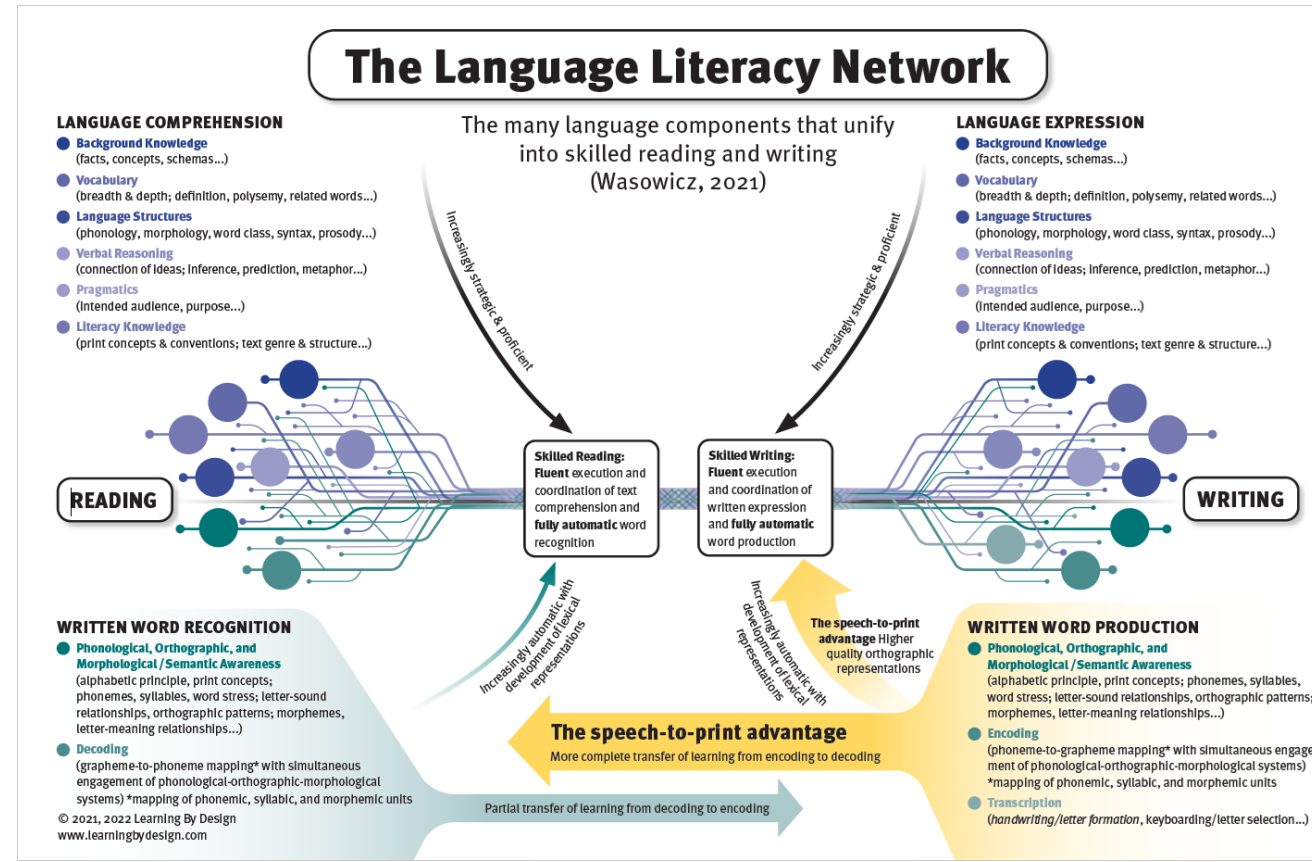 The Language Literacy Network
The many language components that unify
into skilled reading and writing
(Wasowicz, 2021)
LANGUAGE COMPREHENSION
Background Knowledge
(facts, concepts, schemas...)
Vocabulary
(breadth & depth; definition, polysemy, related words...)
Language Structures
(phonology, morphology, word class, syntax, prosody...)
Verbal Reasoning
(connection of ideas; inference, prediction, metaphor...)
Pragmatics
(intended audience, purpose...)
Literacy Knowledge
(print concepts & conventions; text genre & structure...)
LANGUAGE EXPRESSION
Background Knowledge
(facts, concepts, schemas...)
Vocabulary
(breadth & depth; definition, polysemy, related words...)
Language Structures
(phonology, morphology, word class, syntax, prosody...)
Verbal Reasoning
(connection of ideas; inference, prediction, metaphor...)
Pragmatics
(intended audience, purpose...)
Literacy Knowledge
(print concepts & conventions; text genre & structure...)
Increasingly strategic & proficient
Increasingly strategic & proficient
READING
Skilled Reading:
Fluent execution and
coordination of text
comprehension and
fully automatic word
recognition
Skilled Writing:
Fluent execution
and coordination of
written expression
and fully automatic
word production
WRITING
Increasingly automatic with
development of lexical
representations
Increasingly automatic with
development of lexical
representations
The speech-to-print
advantage Higher
quality orthographic
representations
WRITTEN WORD RECOGNITION
Phonological, Orthographic, and
Morphological/Semantic Awareness
(alphabetic principle, print concepts;
phonemes, syllables, word stress; letter-sound
relationships, orthographic patterns; morphemes,
letter-meaning relationships...)
Decoding
(grapheme-to-phoneme mapping* with simultaneous
engagement of phonological-orthographic-morphological
systems) *mapping of phonemic, syllabic, and morphemic units
© 2021, 2022 Learning By Design
www.learningbydesign.com
The speech-to-print advantage
More complete transfer of learning from encoding to decoding
Partial transfer of learning from decoding to encoding
WRITTEN WORD PRODUCTION
Phonological, Orthographic, and
Morphological/Semantic Awareness
(alphabetic principle, print concepts; phonemes, syllables,
word stress; letter-sound relationships, orthographic patterns;
morphemes, letter-meaning relationships...)
Encoding
(phoneme-to-grapheme mapping* with simultaneous engage
ment of phonological-orthographic-morphological systems)
*mapping of phonemic, syllabic, and morphemic units
Transcription
(handwriting/letter formation, keyboarding/letter selection...)